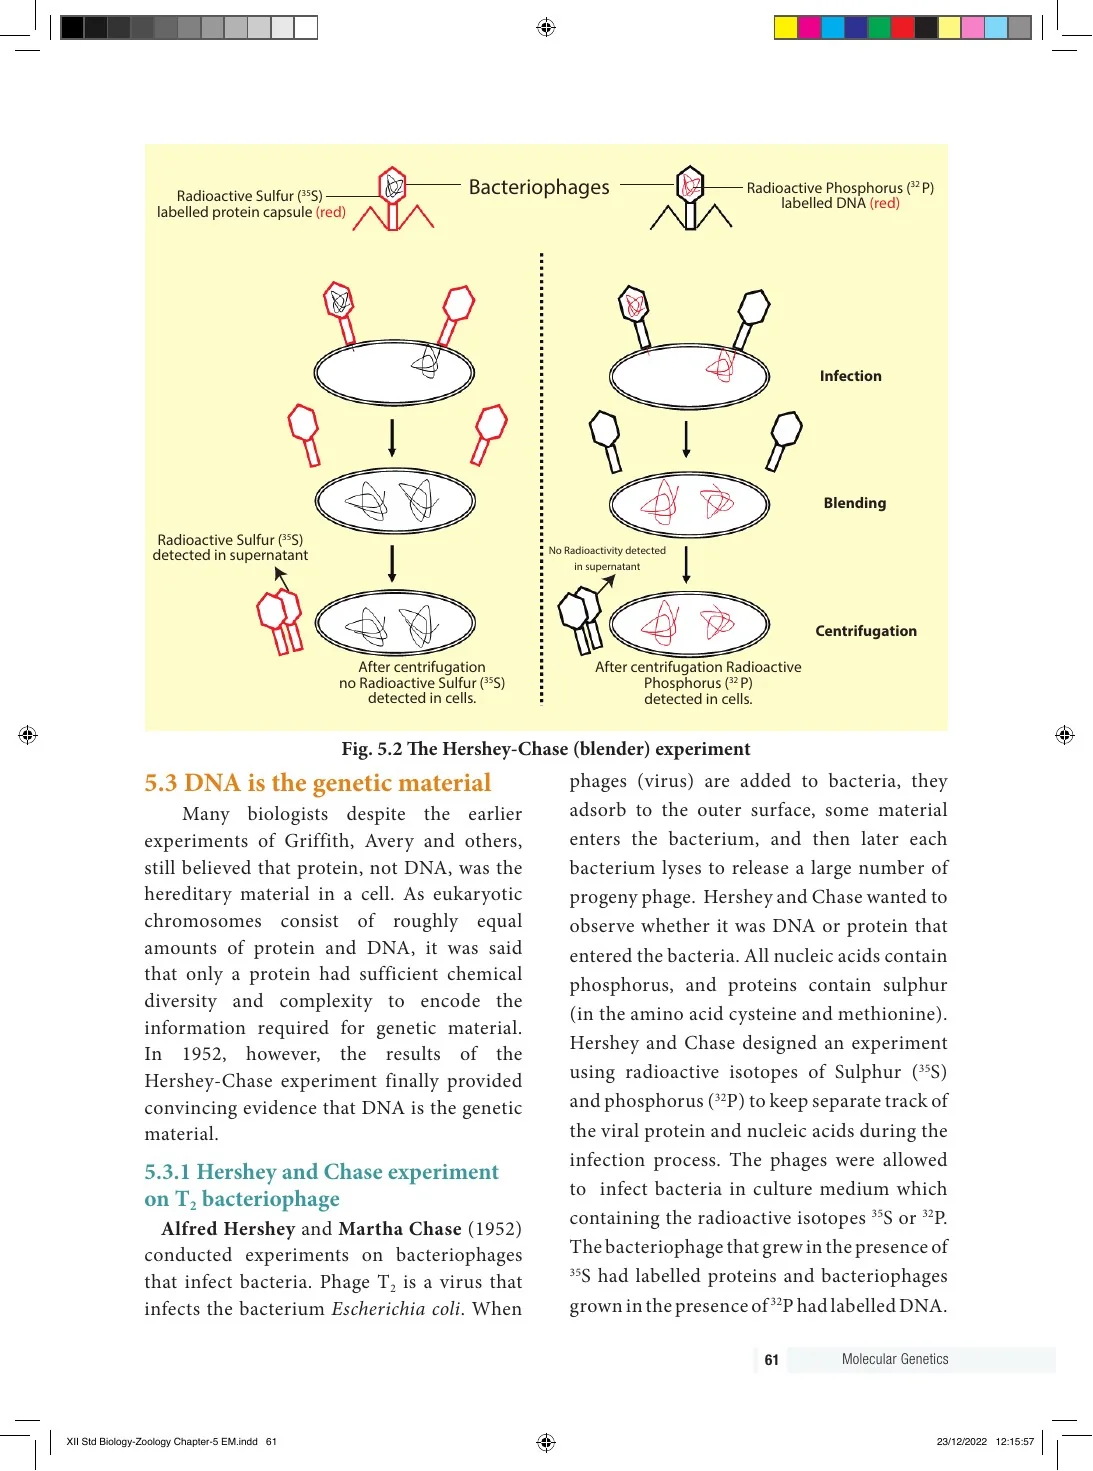 Bacteriophages
Radioactive Sulfur (³⁵S)
labelled protein capsule (red)
Radioactive Phosphorus (³² P)
labelled DNA (red)
Infection
Blending
Radioactive Sulfur (³⁵S)
detected in supernatant
No Radioactivity detected
in supernatant
Centrifugation
After centrifugation
no Radioactive Sulfur (³⁵S)
detected in cells.
After centrifugation Radioactive
Phosphorus (³² P)
detected in cells.
Fig. 5.2 The Hershey-Chase (blender) experiment
5.3 DNA is the genetic material
Many biologists despite the earlier
experiments of Griffith, Avery and others,
still believed that protein, not DNA, was the
hereditary material in a cell. As eukaryotic
chromosomes consist of roughly equal
amounts of protein and DNA, it was said
that only a protein had sufficient chemical
diversity and complexity to encode the
information required for genetic material.
In 1952, however, the results of the
Hershey-Chase experiment finally provided
convincing evidence that DNA is the genetic
material.
5.3.1 Hershey and Chase experiment
on T₂ bacteriophage
Alfred Hershey and Martha Chase (1952)
conducted experiments on bacteriophages
that infect bacteria. Phage T₂ is a virus that
infects the bacterium Escherichia coli. When
phages (virus) are added to bacteria, they
adsorb to the outer surface, some material
enters the bacterium, and then later each
bacterium lyses to release a large number of
progeny phage. Hershey and Chase wanted to
observe whether it was DNA or protein that
entered the bacteria. All nucleic acids contain
phosphorus, and proteins contain sulphur
(in the amino acid cysteine and methionine).
Hershey and Chase designed an experiment
using radioactive isotopes of Sulphur (³⁵S)
and phosphorus (³²P) to keep separate track of
the viral protein and nucleic acids during the
infection process. The phages were allowed
to infect bacteria in culture medium which
containing the radioactive isotopes ³⁵S or ³²P.
The bacteriophage that grew in the presence of
³⁵S had labelled proteins and bacteriophages
grown in the presence of ³²P had labelled DNA.
61 Molecular Genetics
XII Std Biology-Zoology Chapter-5 EM.indd 61
23/12/2022 12:15:57